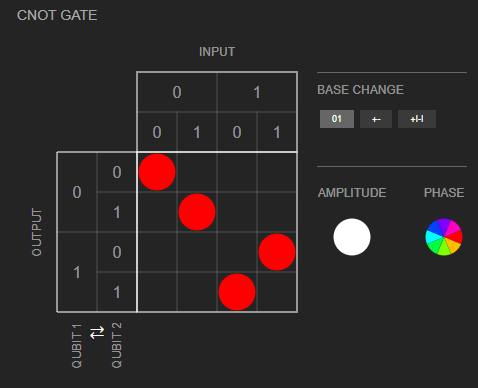 CNOT GATE
INPUT
0 1
0 1 0 1
BASE CHANGE
01 +- +I-I
AMPLITUDE PHASE
OUTPUT
0
0
1
1
0
1
QUBIT 1
QUBIT 2